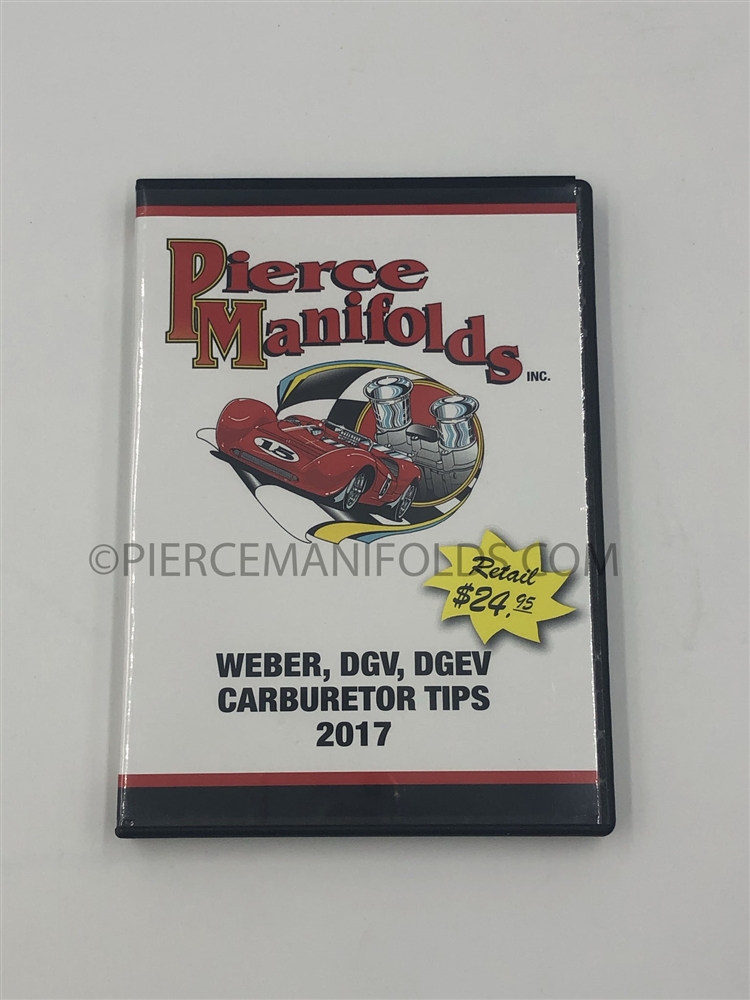 Pierce
Manifolds
INC.
15
©PIERCEMANIFOLDS.COM
Retail
$24.95
WEBER, DGV, DGEV
CARBURETOR TIPS
2017